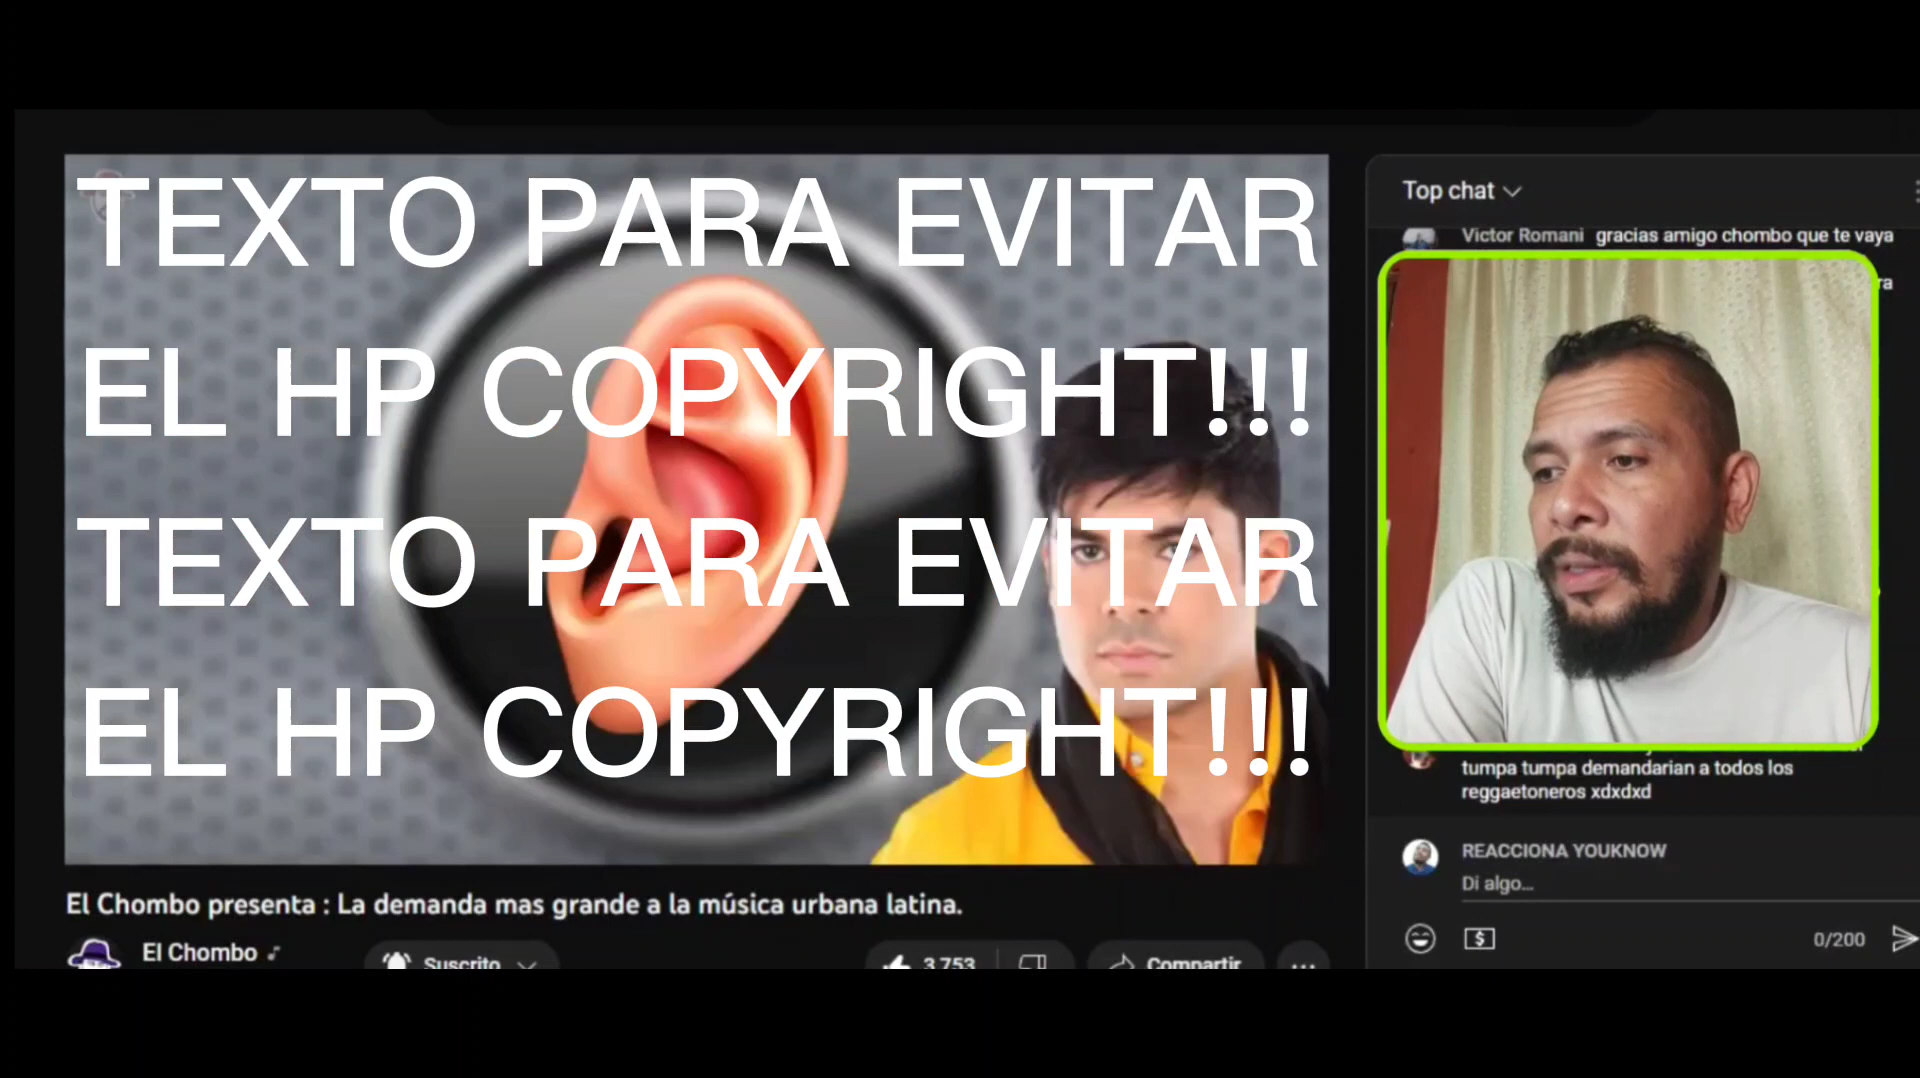 TEXTO PARA EVITAR
EL HP COPYRIGHT!!!
TEXTO PARA EVITAR
EL HP COPYRIGHT!!!
El Chombo presenta : La demanda mas grande a la música urbana latina.
El Chombo
Suscrito
3.753
Compartir
Top chat
Victor Romani gracias amigo chombo que te vaya
ra
tumpa tumpa demandarian a todos los
reggaetoneros xdxdxd
REACCIONA YOUKNOW
Di algo...
0/200